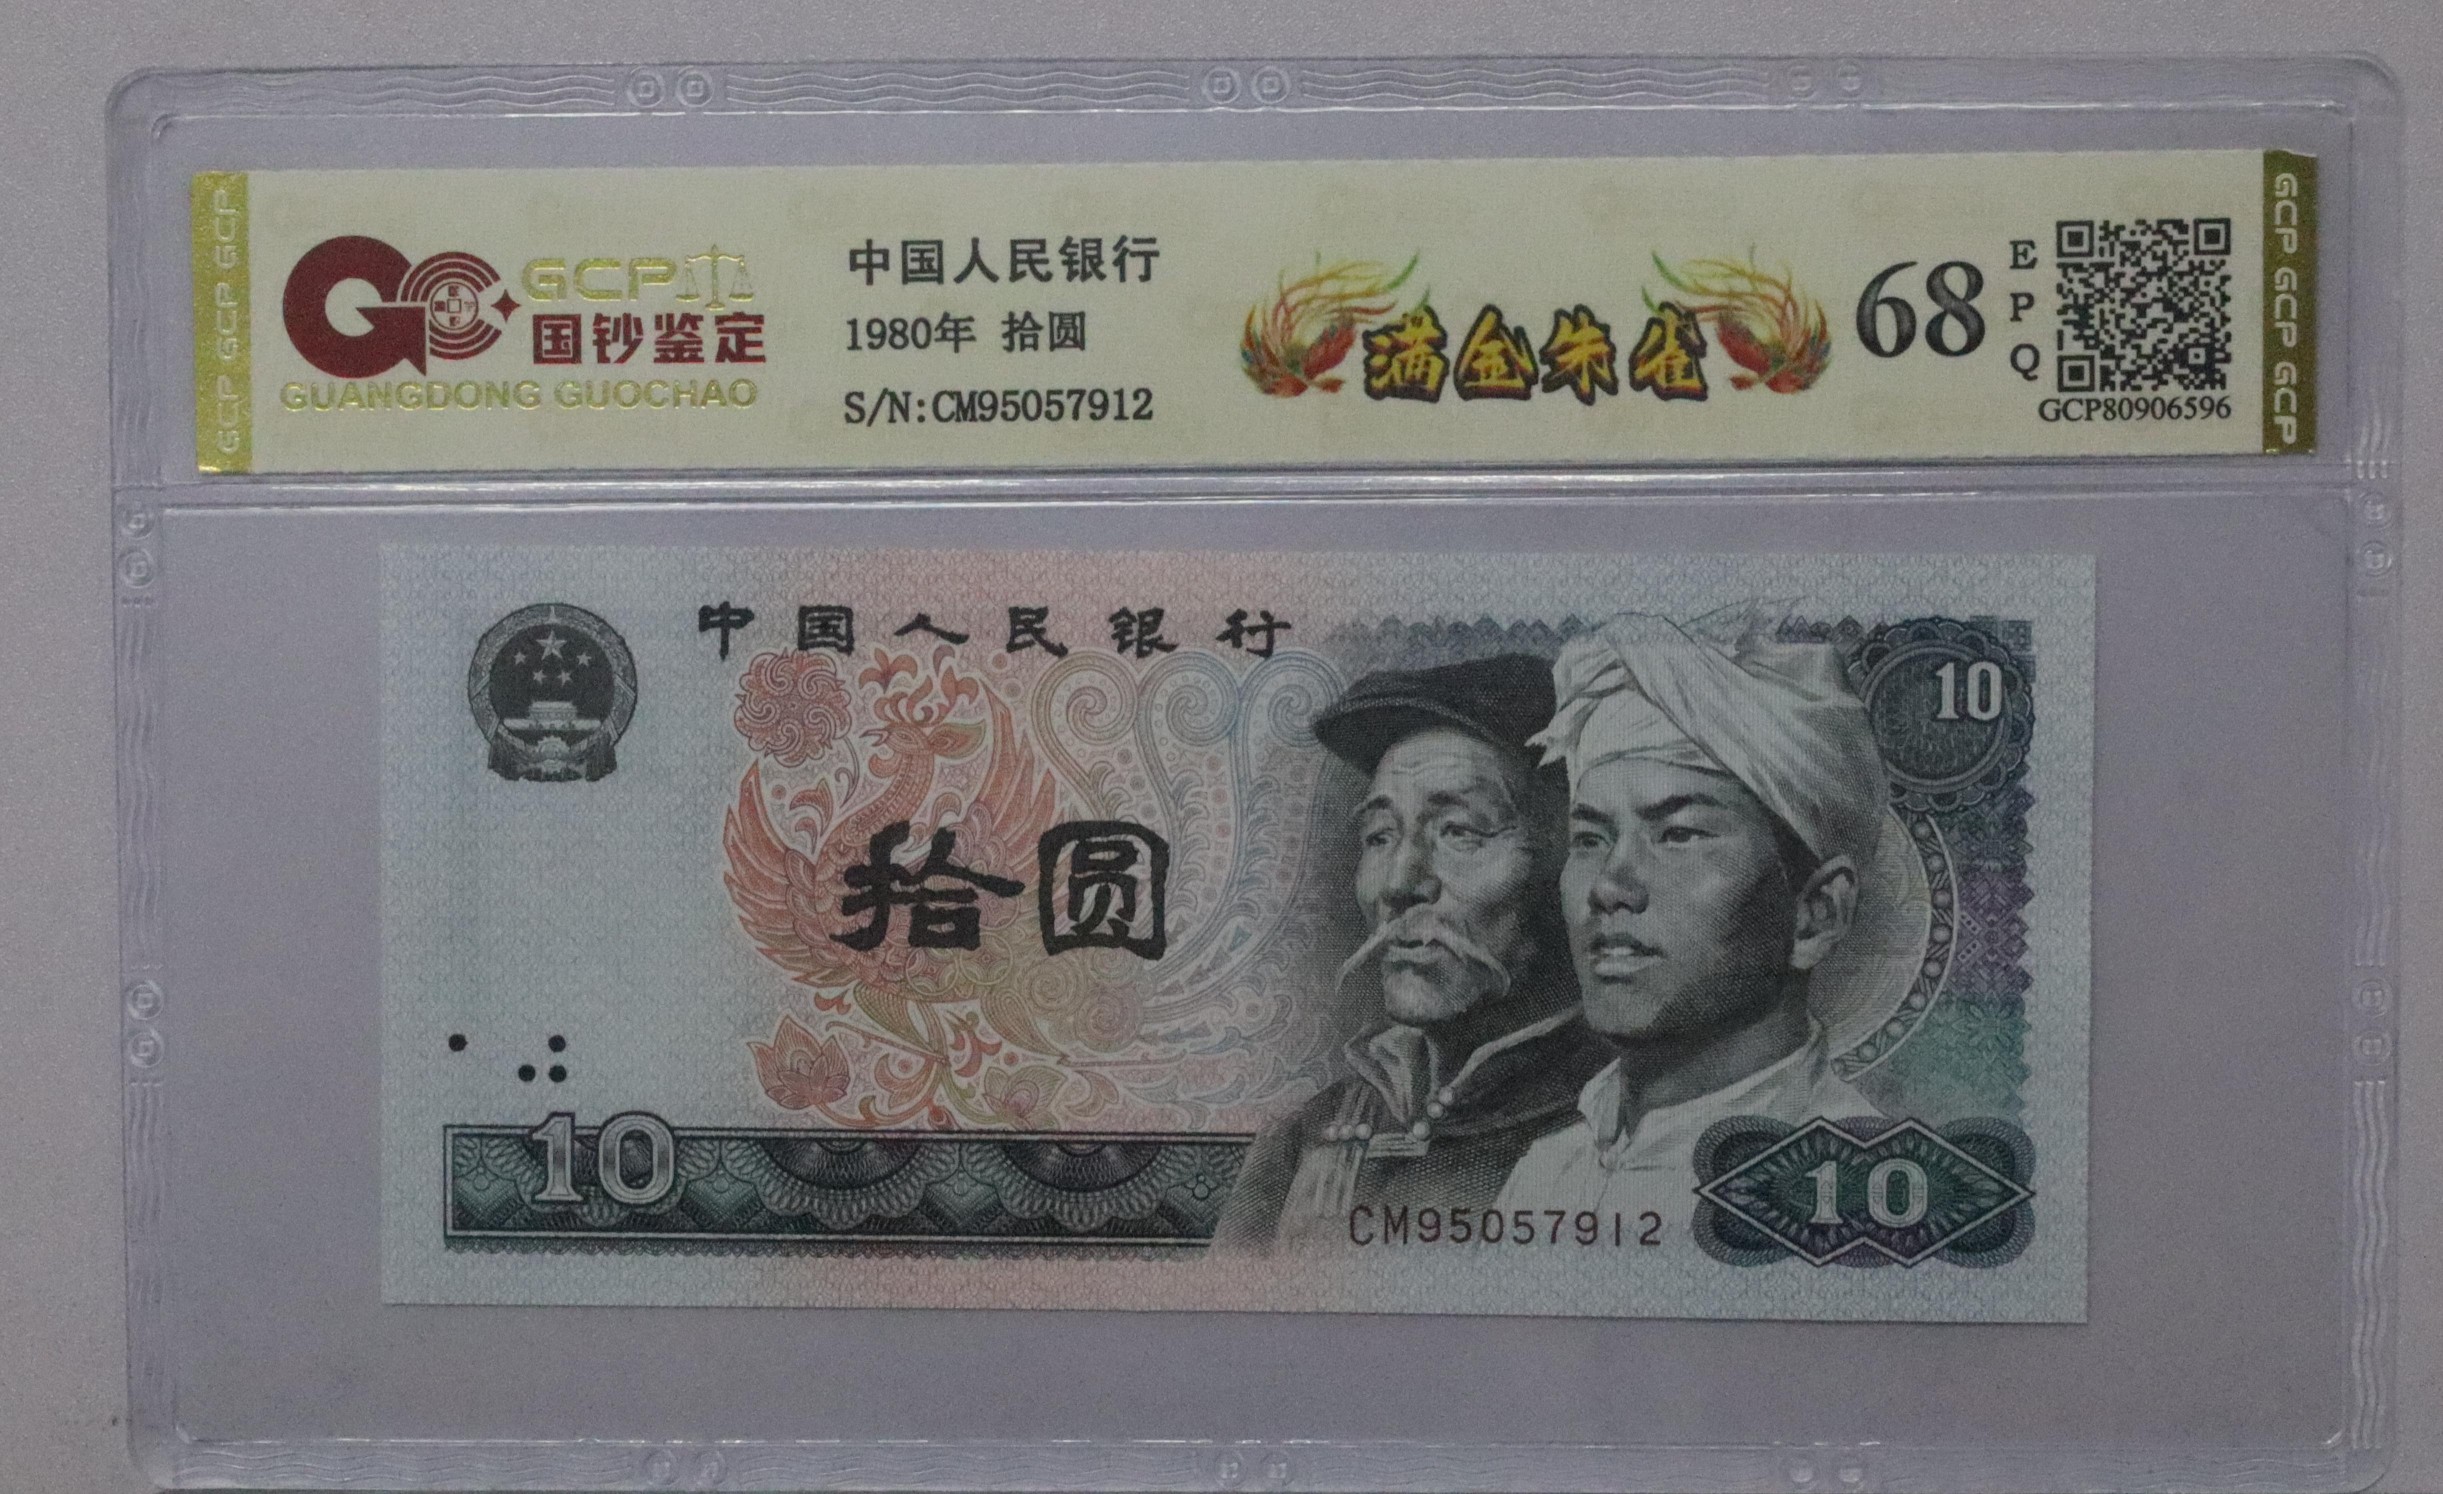 GCP GCP GCP
GCP
国钞鉴定
GUANGDONG GUOCHAO
中国人民银行
1980年 拾圆
S/N:CM95057912
满金朱雀
68
E
P
Q
GCP80906596
GCP GCP GCP
中国人民银行
10
拾圆
10
CM95057912
10